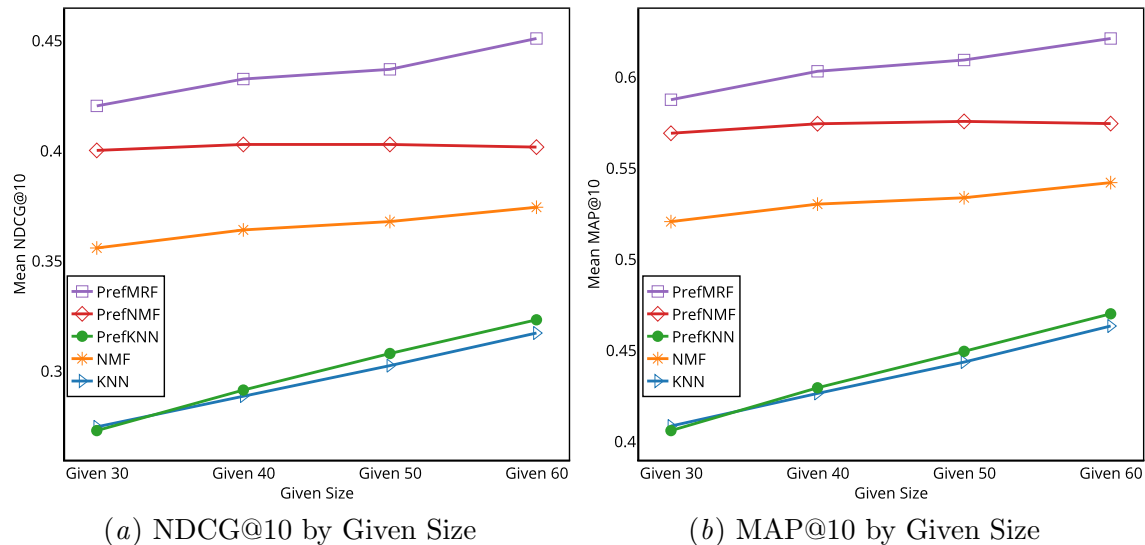 0.45
0.4
0.35
0.3
Mean NDCG@10
PrefMRF
PrefNMF
PrefKNN
NMF
KNN
Given 30 Given 40 Given 50 Given 60
Given Size
(a) NDCG@10 by Given Size
0.6
0.55
0.5
0.45
0.4
Mean MAP@10
PrefMRF
PrefNMF
PrefKNN
NMF
KNN
Given 30 Given 40 Given 50 Given 60
Given Size
(b) MAP@10 by Given Size